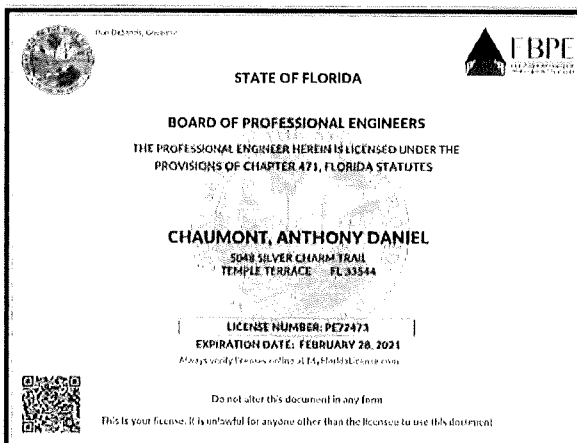 Ron DeSantis, Governor
FBPE
STATE OF FLORIDA
BOARD OF PROFESSIONAL ENGINEERS
THE PROFESSIONAL ENGINEER HEREIN IS LICENSED UNDER THE
PROVISIONS OF CHAPTER 471, FLORIDA STATUTES
CHAUMONT, ANTHONY DANIEL
5048 SILVER CHARM TRAIL
TEMPLE TERRACE FL 33544
LICENSE NUMBER: PE72473
EXPIRATION DATE: FEBRUARY 28, 2021
Always verify licenses online at MyFloridaLicense.com
Do not alter this document in any form.
This is your license. It is unlawful for anyone other than the licensee to use this document.